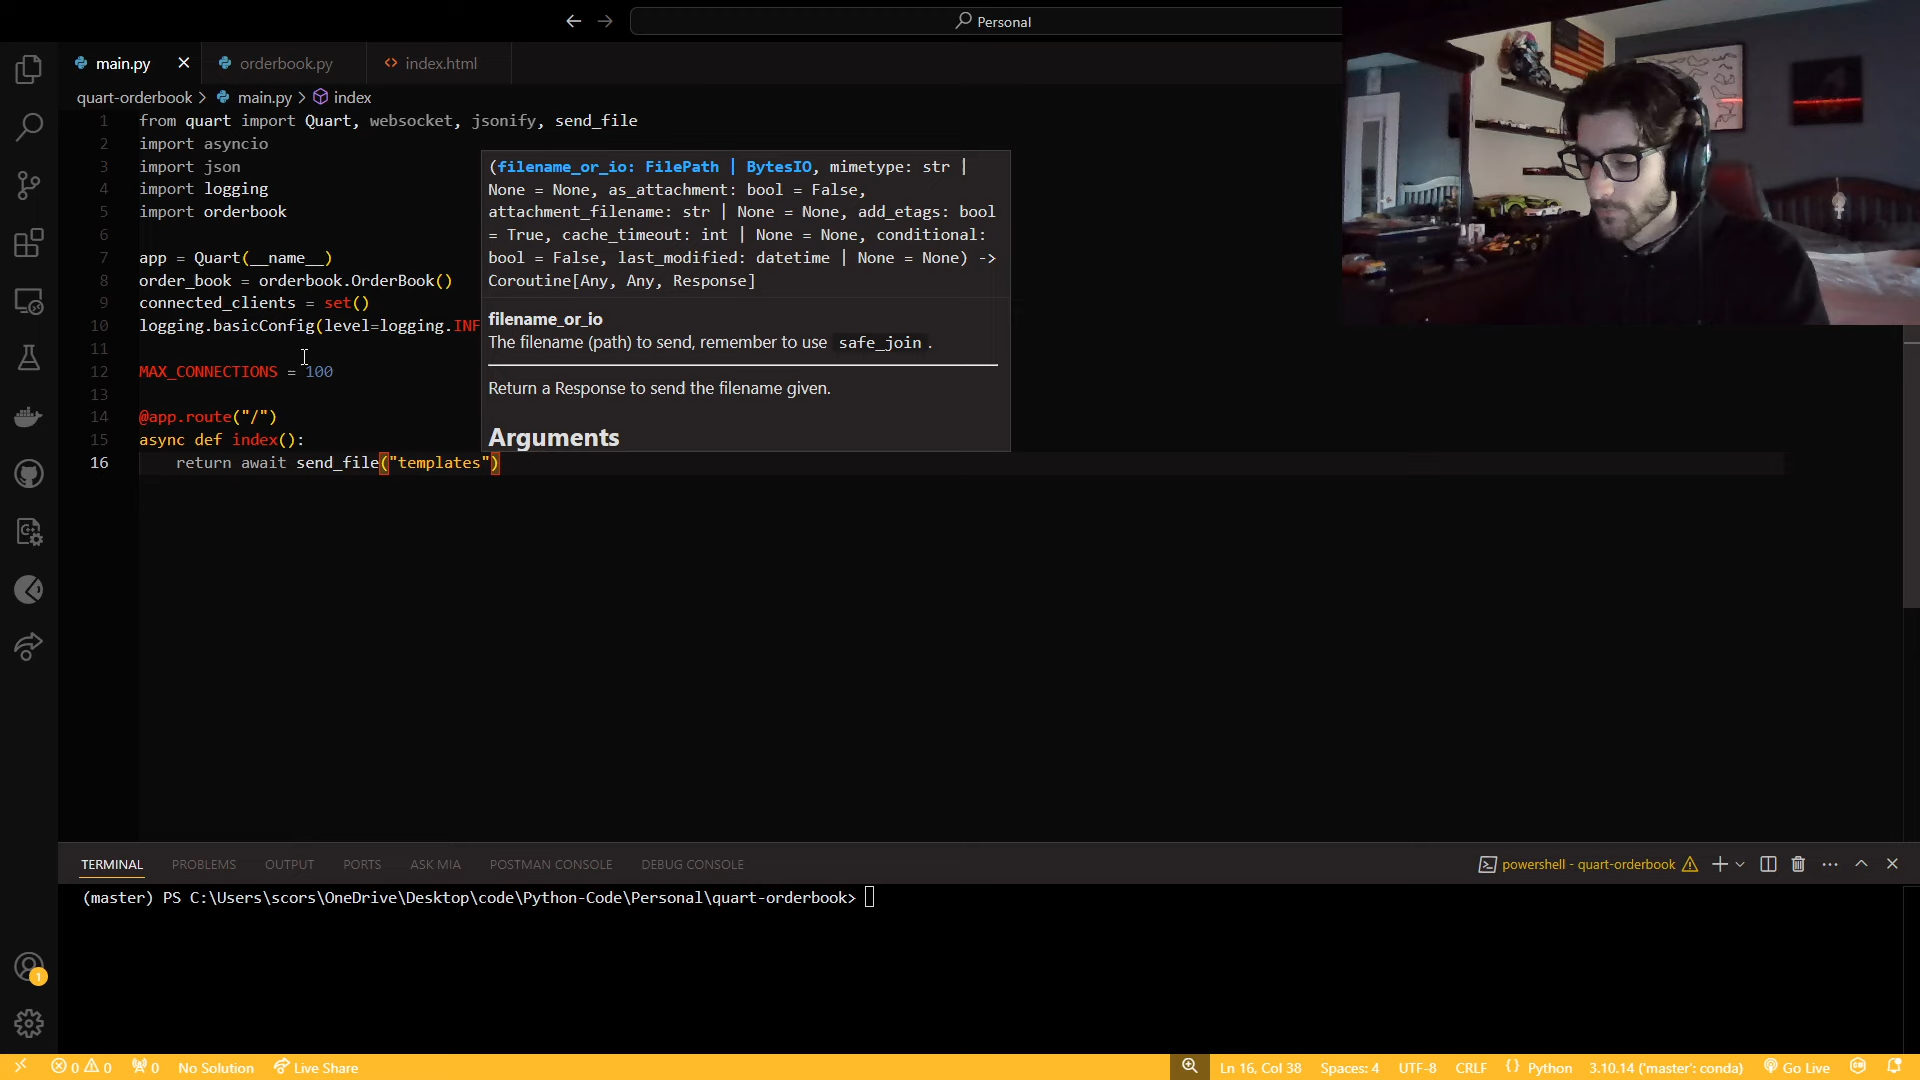 Personal
main.py
orderbook.py
index.html
quart-orderbook > main.py > index
1 from quart import Quart, websocket, jsonify, send_file
2 import asyncio
3 import json
4 import logging
5 import orderbook
6
7 app = Quart(__name__)
8 order_book = orderbook.OrderBook()
9 connected_clients = set()
10 logging.basicConfig(level=logging.INF
11
12 MAX_CONNECTIONS = 100
13
14 @app.route("/")
15 async def index():
16 return await send_file("templates")
(filename_or_io: FilePath | BytesIO, mimetype: str |
None = None, as_attachment: bool = False,
attachment_filename: str | None = None, add_etags: bool
= True, cache_timeout: int | None = None, conditional:
bool = False, last_modified: datetime | None = None) ->
Coroutine[Any, Any, Response]
filename_or_io
The filename (path) to send, remember to use safe_join .
Return a Response to send the filename given.
Arguments
TERMINAL PROBLEMS OUTPUT PORTS ASK MIA POSTMAN CONSOLE DEBUG CONSOLE
powershell - quart-orderbook
(master) PS C:\Users\scors\OneDrive\Desktop\code\Python-Code\Personal\quart-orderbook>
1
0 0 0 No Solution Live Share
Ln 16, Col 38 Spaces: 4 UTF-8 CRLF Python 3.10.14 ('master': conda) Go Live